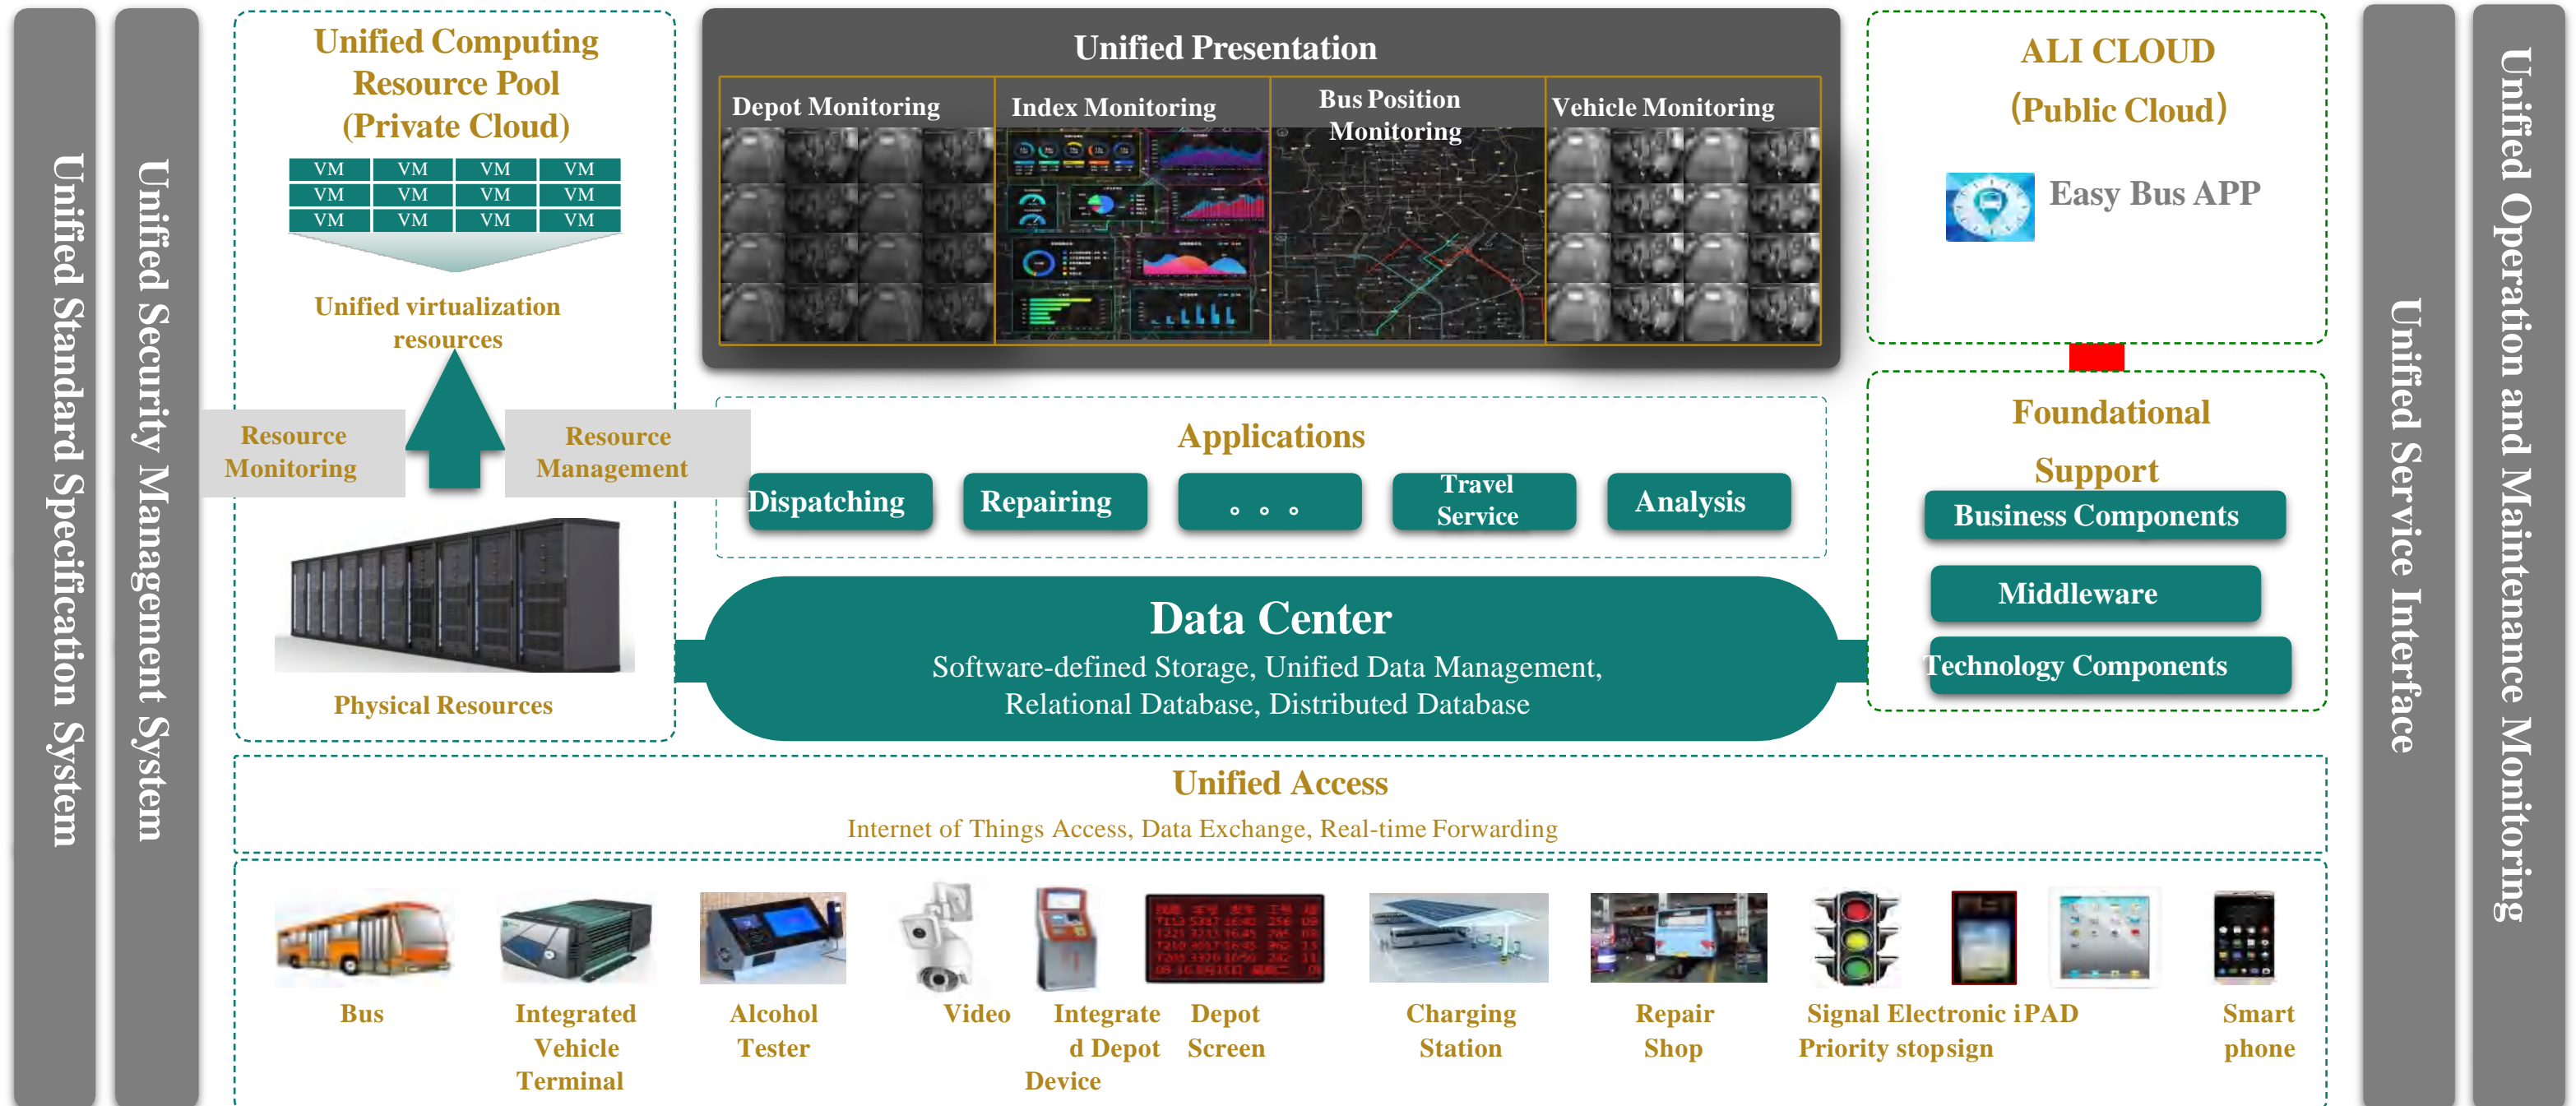 Unified Standard Specification System
Unified Security Management System
Unified Computing
Resource Pool
(Private Cloud)
VM VM VM VM
VM VM VM VM
VM VM VM VM
Unified virtualization
resources
Resource
Monitoring
Resource
Management
Physical Resources
Unified Presentation
Depot Monitoring
Index Monitoring
Bus Position
Monitoring
Vehicle Monitoring
Applications
Dispatching
Repairing
。。。
Travel
Service
Analysis
Data Center
Software-defined Storage, Unified Data Management,
Relational Database, Distributed Database
ALI CLOUD
(Public Cloud)
Easy Bus APP
Foundational
Support
Business Components
Middleware
Technology Components
Unified Service Interface
Unified Operation and Maintenance Monitoring
Unified Access
Internet of Things Access, Data Exchange, Real-time Forwarding
Bus
Integrated
Vehicle
Terminal
Alcohol
Tester
Video
Integrate
d Depot
Device
Depot
Screen
Charging
Station
Repair
Shop
Signal Electronic iPAD
Priority stopsign
Smart
phone